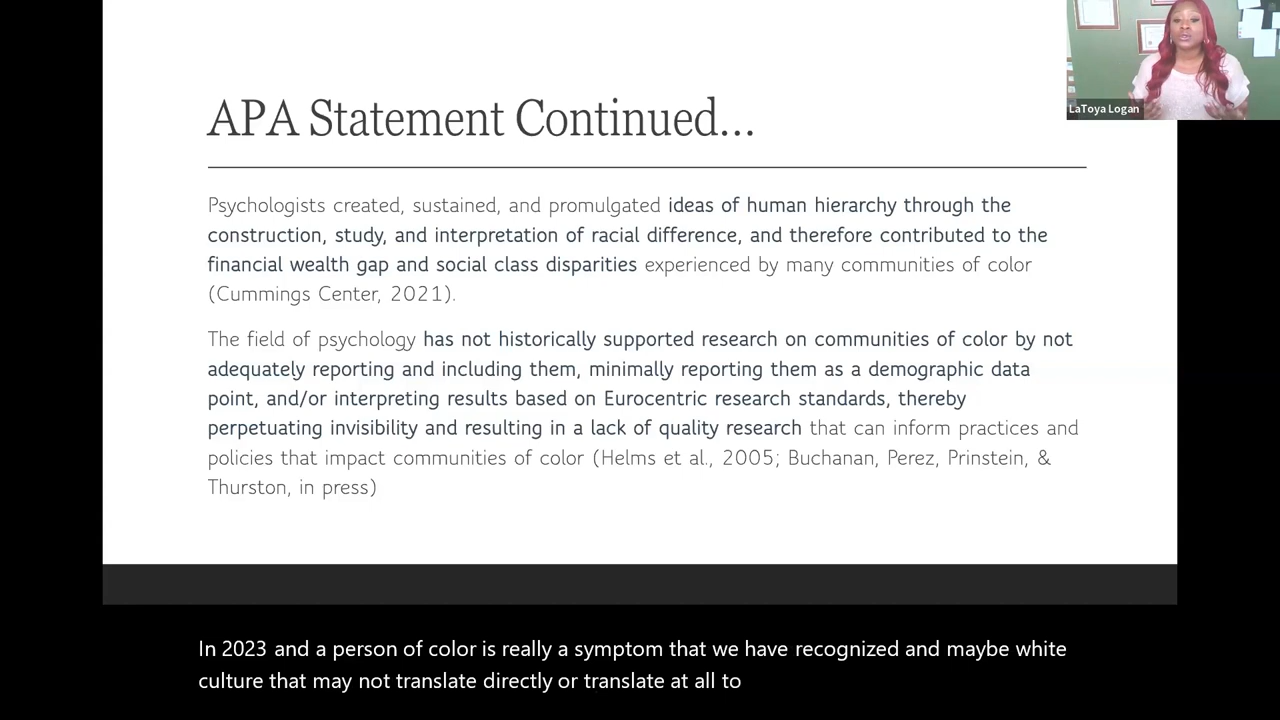 LaToya Logan
APA Statement Continued...
Psychologists created, sustained, and promulgated ideas of human hierarchy through the
construction, study, and interpretation of racial difference, and therefore contributed to the
financial wealth gap and social class disparities experienced by many communities of color
(Cummings Center, 2021).
The field of psychology has not historically supported research on communities of color by not
adequately reporting and including them, minimally reporting them as a demographic data
point, and/or interpreting results based on Eurocentric research standards, thereby
perpetuating invisibility and resulting in a lack of quality research that can inform practices and
policies that impact communities of color (Helms et al., 2005; Buchanan, Perez, Prinstein, &
Thurston, in press)
In 2023 and a person of color is really a symptom that we have recognized and maybe white
culture that may not translate directly or translate at all to